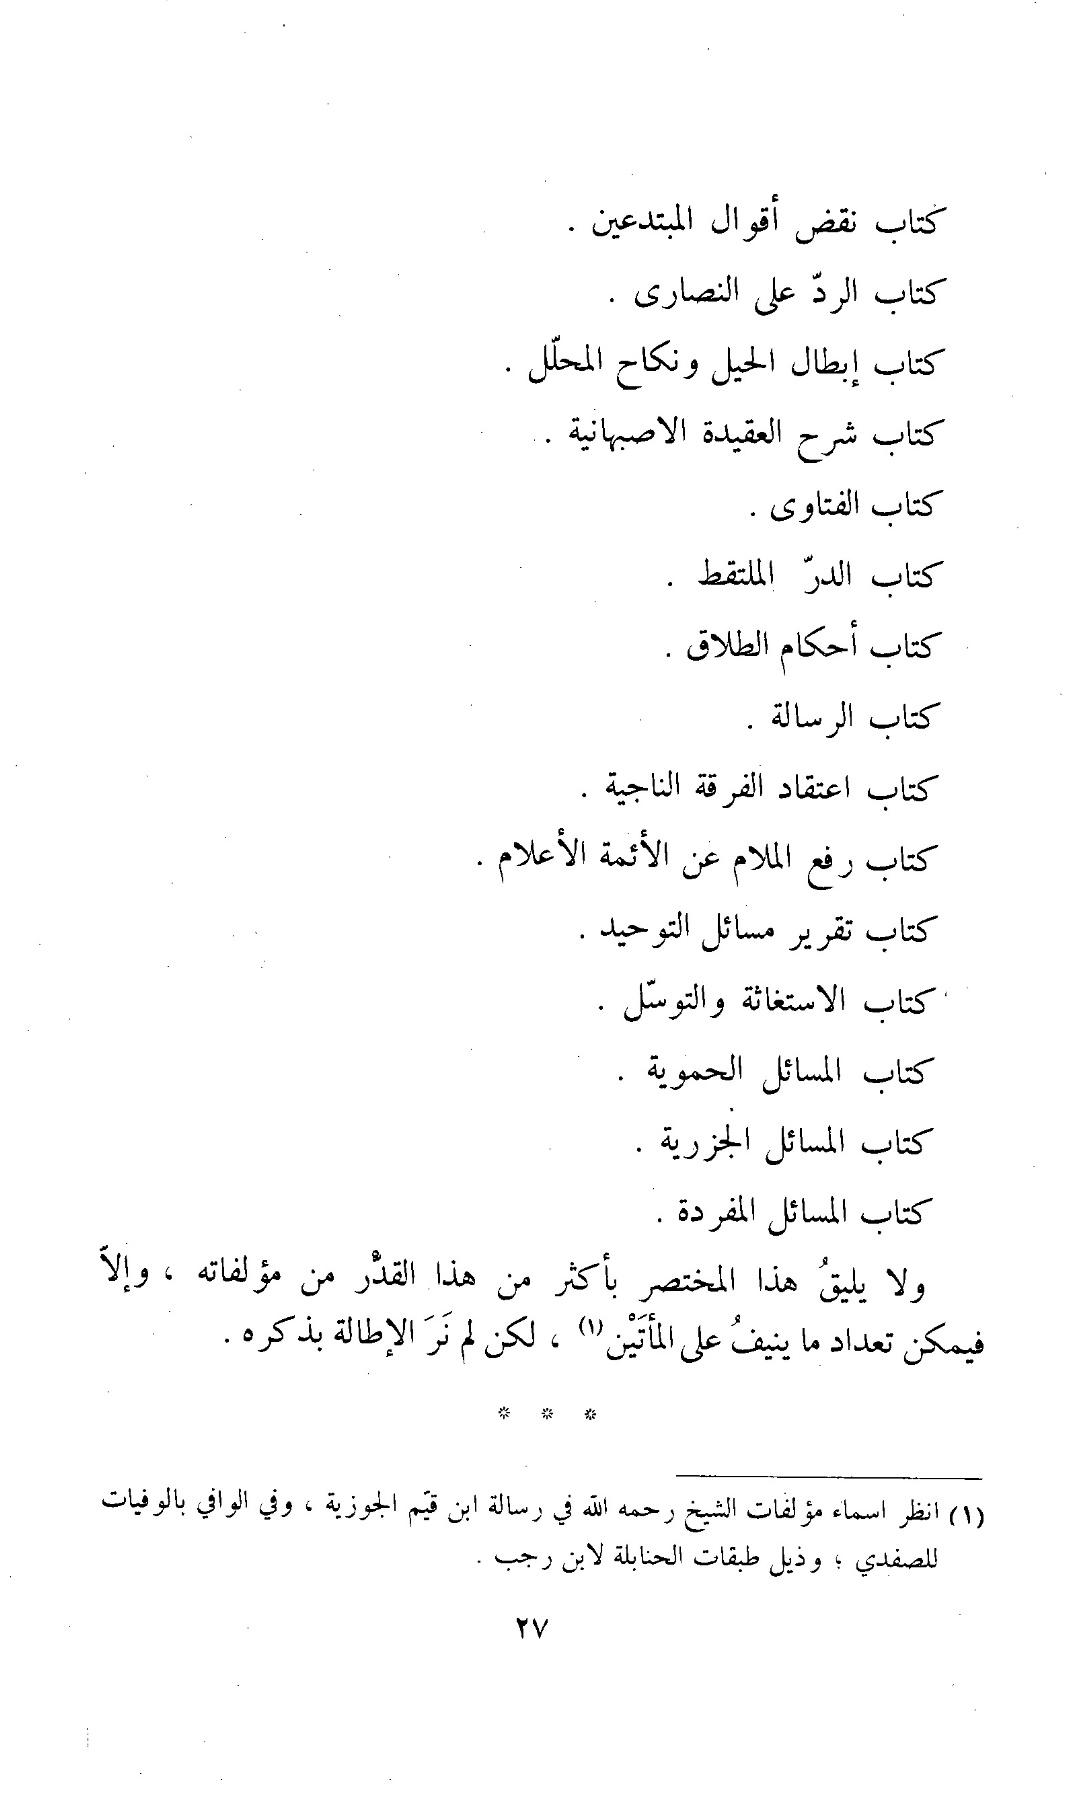 كتاب نقض أقوال المبتدعين .
كتاب الردّ على النصارى .
كتاب إبطال الحيل ونكاح المحلّل .
كتاب شرح العقيدة الاصبهانية .
كتاب الفتاوى .
كتاب الدرّ الملتقط .
كتاب أحكام الطلاق .
كتاب الرسالة .
كتاب اعتقاد الفرقة الناجية .
كتاب رفع الملام عن الأئمة الأعلام .
كتاب تقرير مسائل التوحيد .
كتاب الاستغاثة والتوسّل .
كتاب المسائل الحموية .
كتاب المسائل الجزرية .
كتاب المسائل المفردة .
ولا يليقُ هذا المختصر بأكثر من هذا القدْر من مؤلفاته ، وإلاّ
فيمكن تعداد ما ينيفُ على المأتَيْن(١) ، لكن لم نَرَ الإطالة بذكره .
* * *
(١) انظر اسماء مؤلفات الشيخ رحمه الله في رسالة ابن قيّم الجوزية ، وفي الوافي بالوفيات
للصفدي ؛ وذيل طبقات الحنابلة لابن رجب .
٢٧